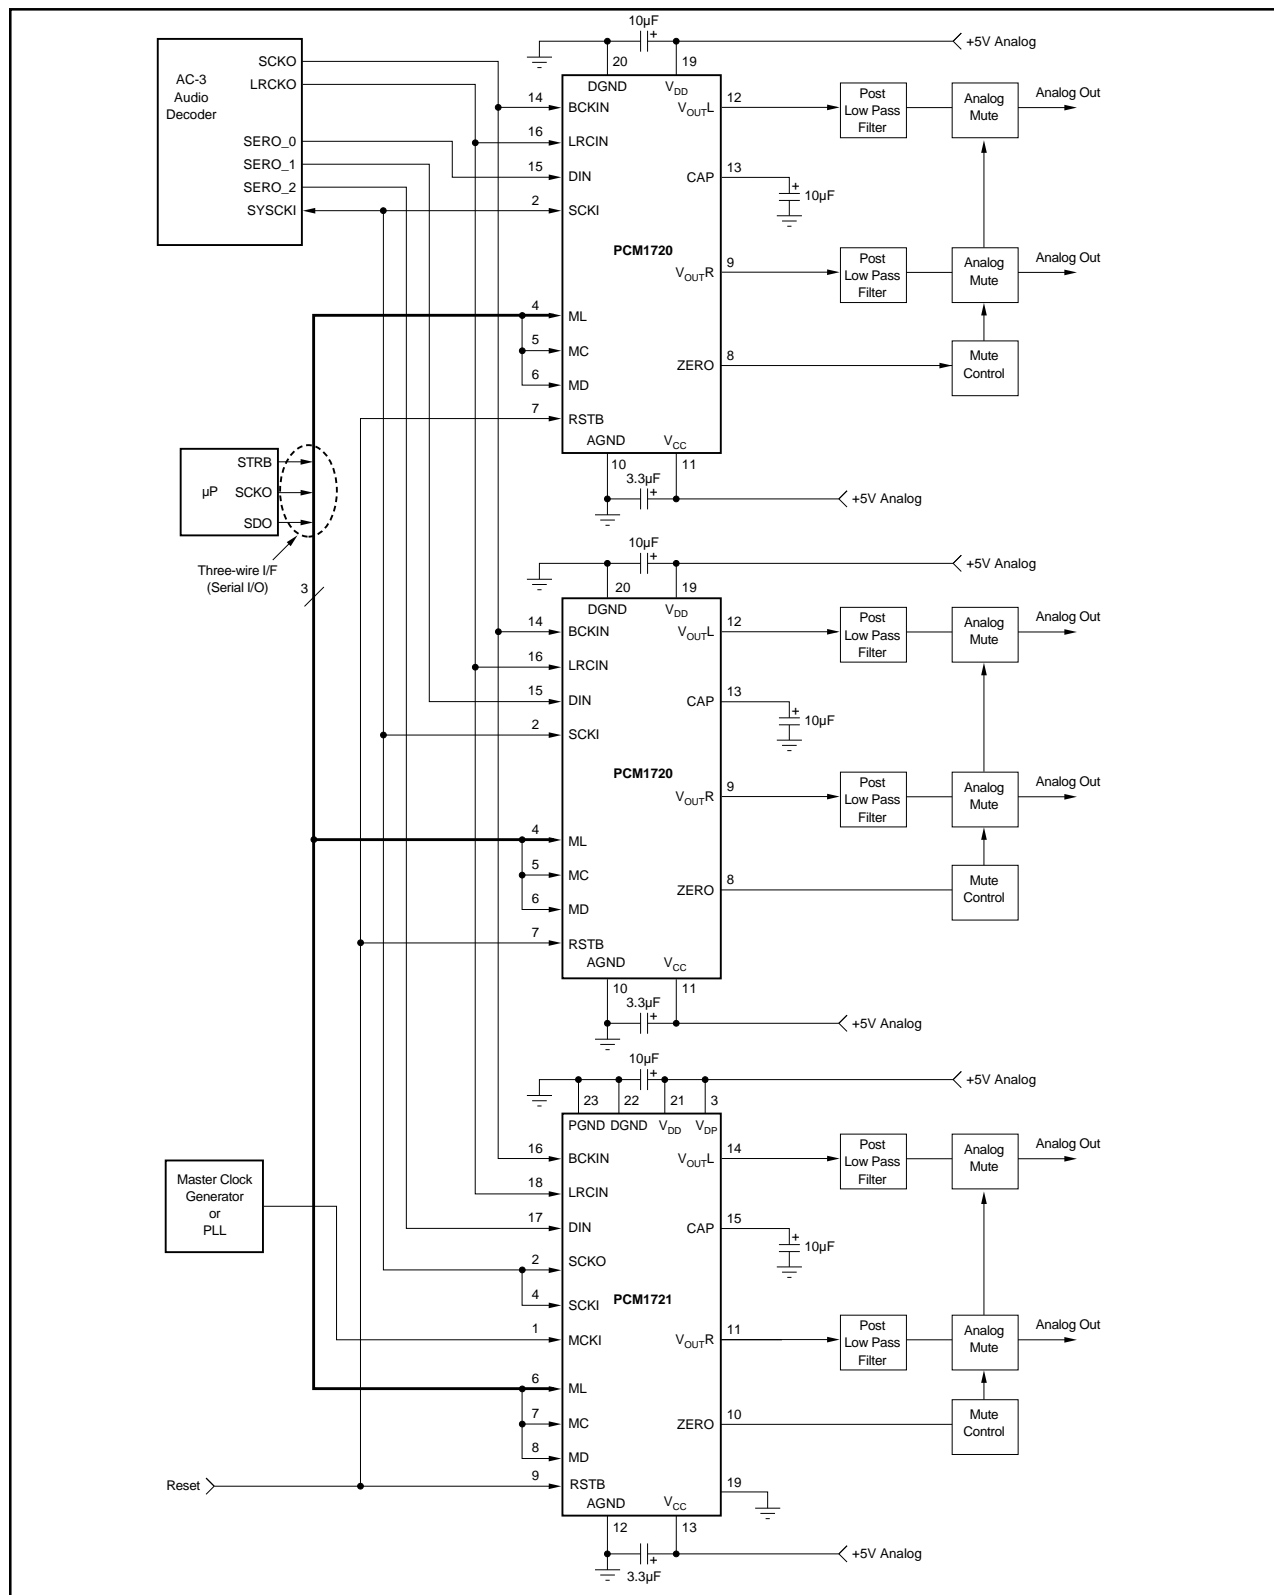 AC-3
Audio
Decoder
SCKO
LRCKO
SERO_0
SERO_1
SERO_2
SYSCKI
10µF
+
+5V Analog
20
19
DGND
VDD
14
BCKIN
16
LRCIN
15
DIN
2
SCKI
PCM1720
4
ML
5
MC
6
MD
7
RSTB
AGND
VCC
10
11
3.3µF
+
+5V Analog
VOUTL
12
CAP
13
+
10µF
VOUTR
9
ZERO
8
Post
Low Pass
Filter
Analog
Mute
Analog Out
Post
Low Pass
Filter
Analog
Mute
Analog Out
Mute
Control
µP
STRB
SCKO
SDO
Three-wire I/F
(Serial I/O)
3
10µF
+
+5V Analog
20
19
DGND
VDD
14
BCKIN
16
LRCIN
15
DIN
2
SCKI
PCM1720
4
ML
5
MC
6
MD
7
RSTB
AGND
VCC
10
11
3.3µF
+
+5V Analog
VOUTL
12
CAP
13
+
10µF
VOUTR
9
ZERO
8
Post
Low Pass
Filter
Analog
Mute
Analog Out
Post
Low Pass
Filter
Analog
Mute
Analog Out
Mute
Control
Master Clock
Generator
or
PLL
10µF
+
+5V Analog
23
22
21
3
PGND
DGND
VDD
VDP
16
BCKIN
18
LRCIN
17
DIN
2
SCKO
4
SCKI
PCM1721
1
MCKI
6
ML
7
MC
8
MD
Reset
9
RSTB
AGND
VCC
12
13
+
3.3µF
+5V Analog
VOUTL
14
CAP
15
+
10µF
VOUTR
11
ZERO
10
19
Post
Low Pass
Filter
Analog
Mute
Analog Out
Post
Low Pass
Filter
Analog
Mute
Analog Out
Mute
Control